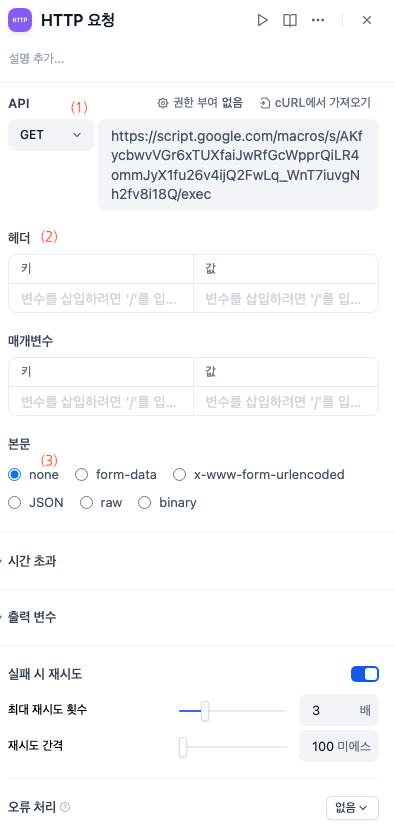 HTTP HTTP 요청
설명 추가...
API (1) 권한 부여 없음 cURL에서 가져오기
GET
https://script.google.com/macros/s/AKf
ycbwvVGr6xTUXfaiJwRfGcWpprQiLR4
ommJyX1fu26v4ijQ2FwLq_WnT7iuvgN
h2fv8i18Q/exec
헤더 (2)
키 값
변수를 삽입하려면 '/'를 입... 변수를 삽입하려면 '/'를 입...
매개변수
키 값
변수를 삽입하려면 '/'를 입... 변수를 삽입하려면 '/'를 입...
본문
(3)
none form-data x-www-form-urlencoded
JSON raw binary
시간 초과
출력 변수
실패 시 재시도
최대 재시도 횟수 3 배
재시도 간격 100 미에스
오류 처리 ? 없음